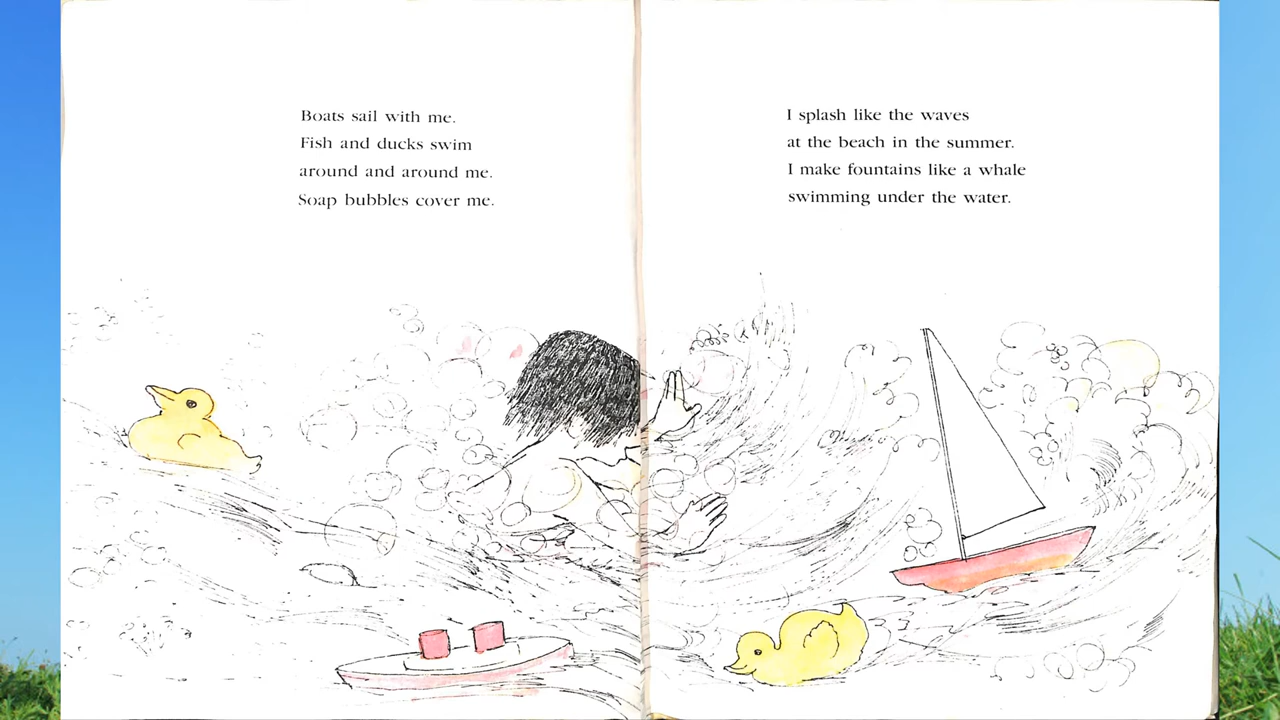 Boats sail with me.
Fish and ducks swim
around and around me.
Soap bubbles cover me.
I splash like the waves
at the beach in the summer.
I make fountains like a whale
swimming under the water.